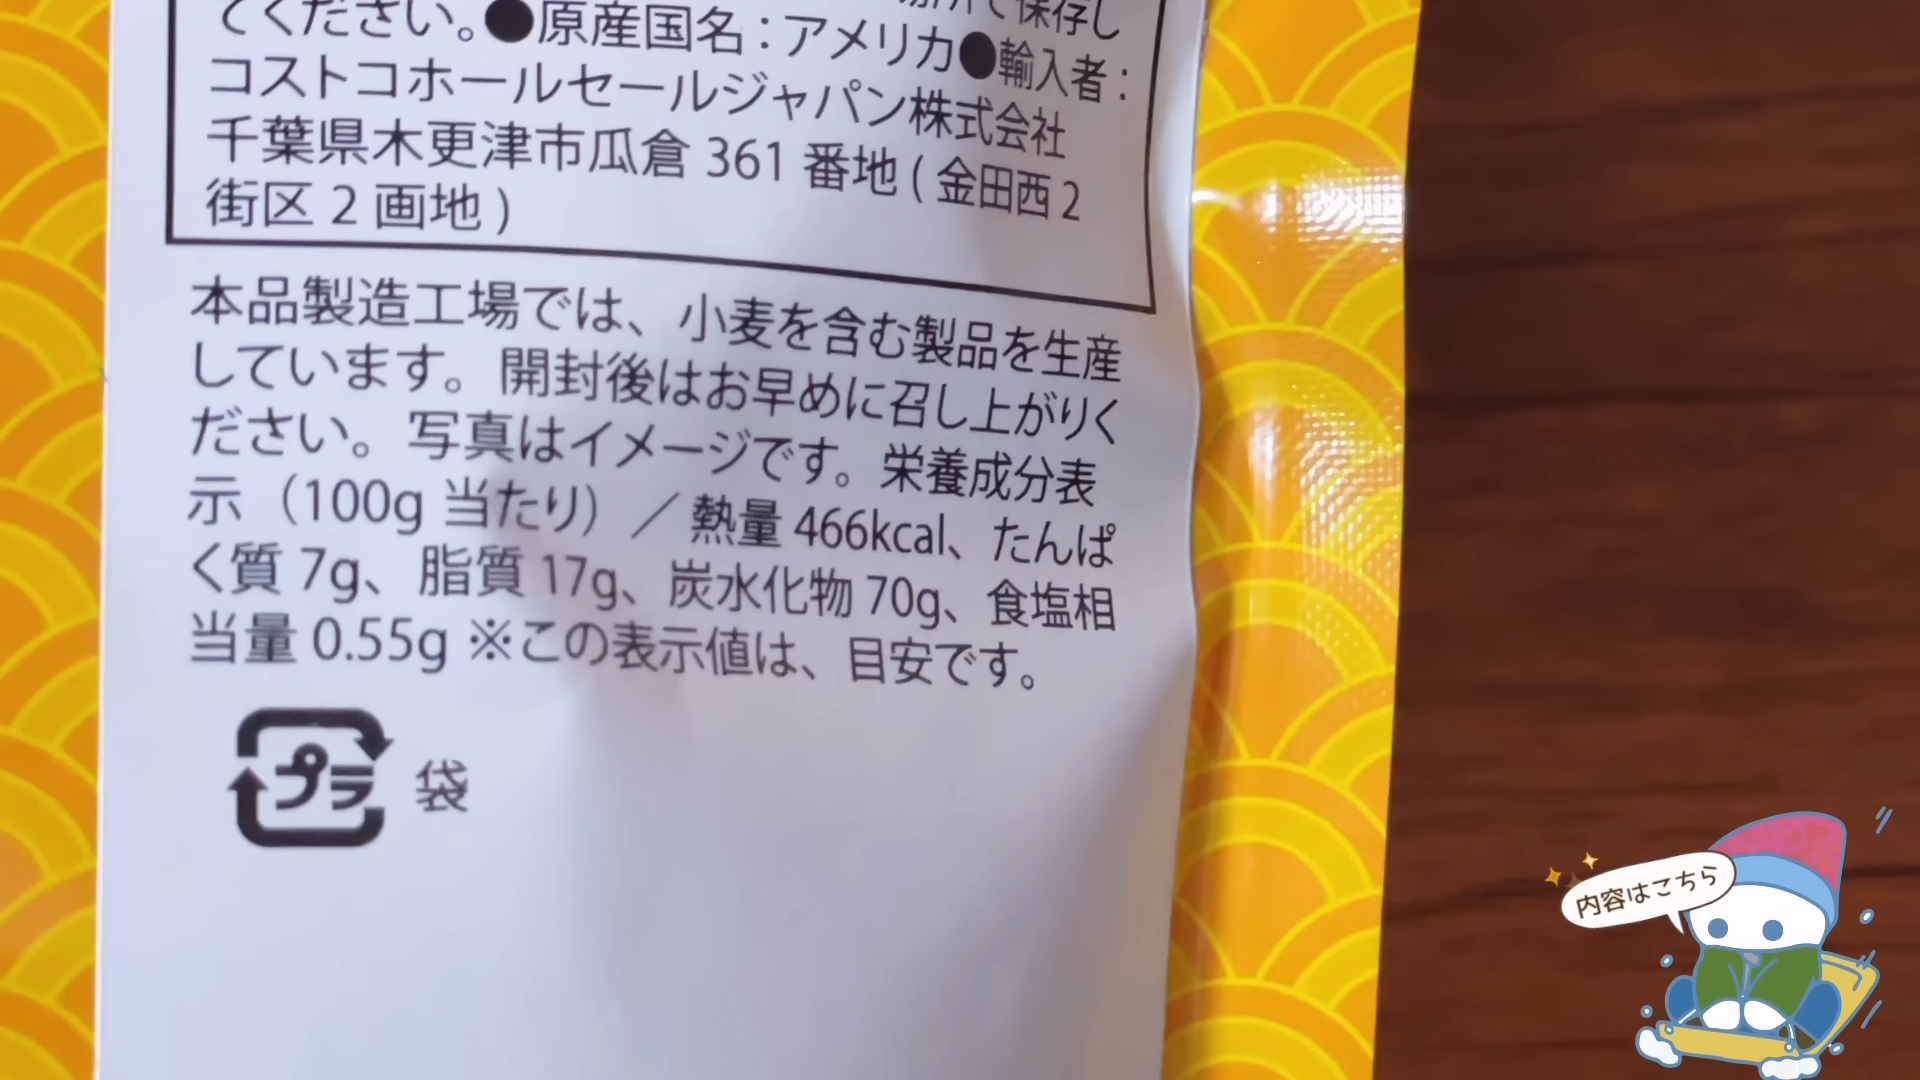 てください。●原産国名：アメリカ●輸入者：
コストコホールセールジャパン株式会社
千葉県木更津市瓜倉 361 番地 ( 金田西 2
街区 2 画地 )
本品製造工場では、小麦を含む製品を生産
しています。開封後はお早めに召し上がりく
ださい。写真はイメージです。栄養成分表
示（100g 当たり）／熱量 466kcal、たんぱ
く質 7g、脂質 17g、炭水化物 70g、食塩相
当量 0.55g ※この表示値は、目安です。
プラ 袋
内容はこちら